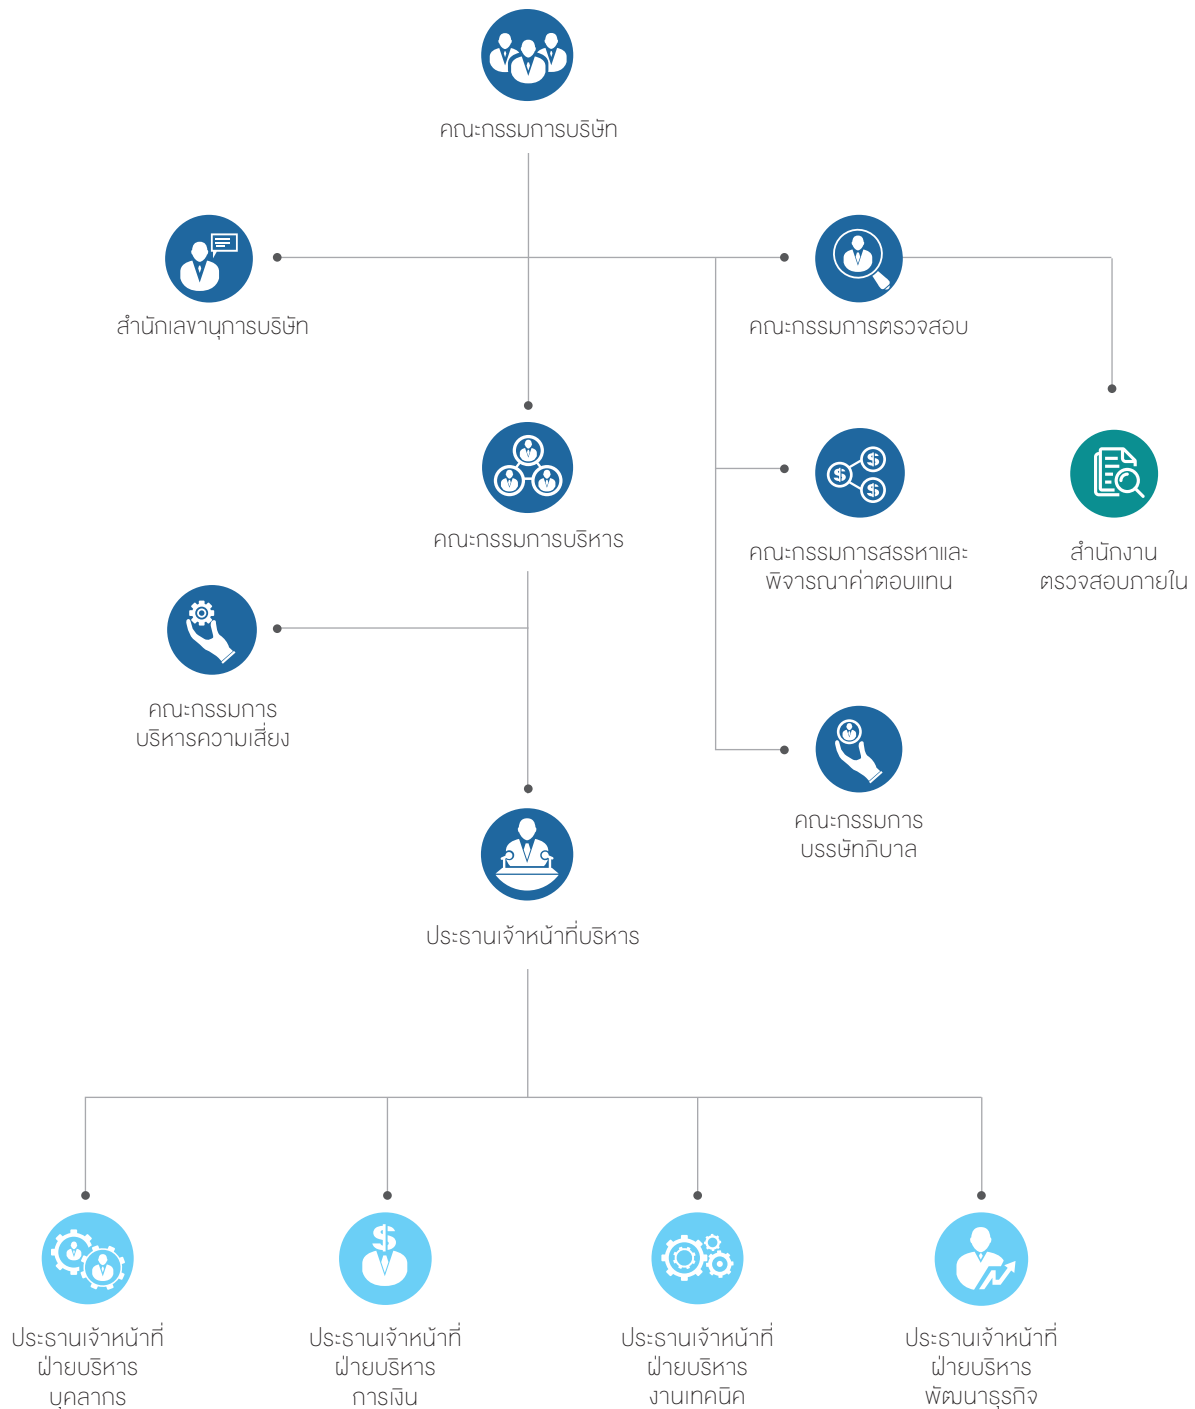 คณะกรรมการบริษัท
สำนักเลขานุการบริษัท
คณะกรรมการตรวจสอบ
คณะกรรมการบริหาร
คณะกรรมการสรรหาและ
พิจารณาค่าตอบแทน
สำนักงาน
ตรวจสอบภายใน
คณะกรรมการ
บริหารความเสี่ยง
คณะกรรมการ
บรรษัทภิบาล
ประธานเจ้าหน้าที่บริหาร
ประธานเจ้าหน้าที่
ฝ่ายบริหาร
บุคลากร
ประธานเจ้าหน้าที่
ฝ่ายบริหาร
การเงิน
ประธานเจ้าหน้าที่
ฝ่ายบริหาร
งานเทคนิค
ประธานเจ้าหน้าที่
ฝ่ายบริหาร
พัฒนาธุรกิจ